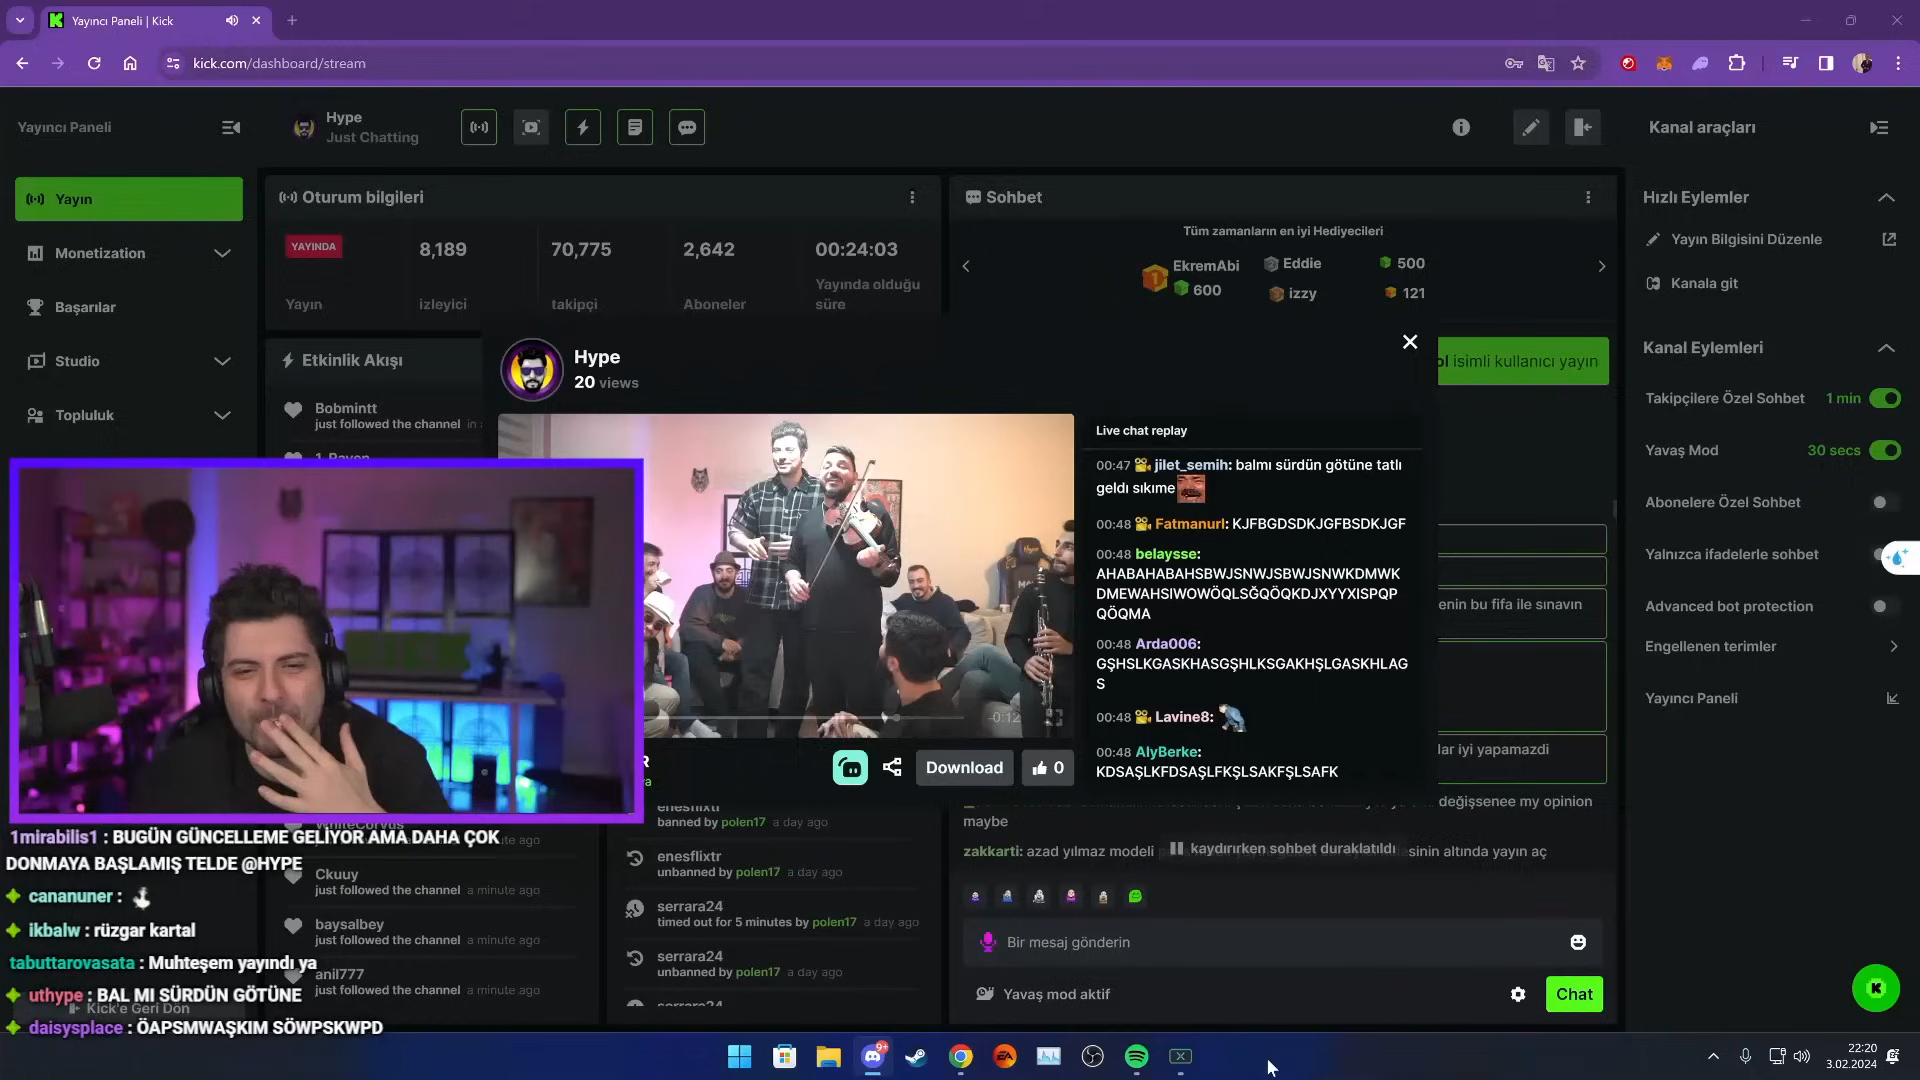 Yayıncı Paneli | Kick
kick.com/dashboard/stream
Yayıncı Paneli
Hype
Just Chatting
Kanal araçları
Yayın
Monetization
Başarılar
Studio
Topluluk
Oturum bilgileri
YAYINDA
8,189
70,775
2,642
00:24:03
Yayın
izleyici
takipçi
Aboneler
Yayında olduğu
süre
Sohbet
Tüm zamanların en iyi Hediyecileri
1
EkremAbi
600
Eddie
500
izzy
121
Hızlı Eylemler
Yayın Bilgisini Düzenle
Kanala git
Kanal Eylemleri
Takipçilere Özel Sohbet 1 min
Yavaş Mod 30 secs
Abonelere Özel Sohbet
Yalnızca ifadelerle sohbet
Advanced bot protection
Engellenen terimler
Yayıncı Paneli
Etkinlik Akışı
Bobmintt
just followed the channel
Hype
20 views
ol isimli kullanıcı yayın
Live chat replay
00:47 jilet_semih: balmı sürdün götüne tatlı
geldı sıkıme
00:48 Fatmanurl: KJFBGDSDKJGFBSDKJGF
00:48 belaysse:
AHABAHABAHSBWJSNWJSBWJSNWKDMWK
DMEWAHSIWOWÖQLSĞQÖQKDJXYYXISPQP
QÖQMA
00:48 Arda006:
GŞHSLKGASKHASGŞHLKSGAKHŞLGASKHLAG
S
00:48 Lavine8:
00:48 AlyBerke:
KDSAŞLKFDSAŞLFKŞLSAKFŞLSAFK
-0:12
R
Download
0
enin bu fifa ile sınavın
lar iyi yapamazdi
değişsenee my opinion
maybe
zakkarti: azad yılmaz modeli
kaydırırken sohbet duraklatıldı
sinin altında yayın aç
Bir mesaj gönderin
Yavaş mod aktif
Chat
1mirabilis1 : BUGÜN GÜNCELLEME GELİYOR AMA DAHA ÇOK
DONMAYA BAŞLAMIŞ TELDE @HYPE
cananuner :
ikbalw : rüzgar kartal
tabuttarovasata : Muhteşem yayındı ya
uthype : BAL MI SÜRDÜN GÖTÜNE
Kick'e Geri Dön
daisysplace : ÖAPSMWAŞKIM SÖWPSKWPD
Ckuuy
just followed the channel a minute ago
baysalbey
just followed the channel a minute ago
anil777
just followed the channel a minute ago
enesflixtr
banned by polen17 a day ago
enesflixtr
unbanned by polen17 a day ago
serrara24
timed out for 5 minutes by polen17 a day ago
serrara24
unbanned by polen17 a day ago
serrara24
9+
22:20
3.02.2024